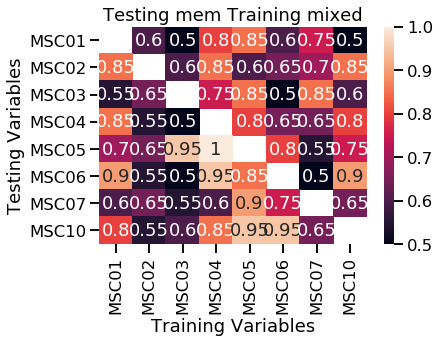 Testing mem Training mixed
MSC01 0.6 0.5 0.8 0.85 0.6 0.75 0.5
MSC02 0.85 0.6 0.85 0.6 0.65 0.7 0.85
MSC03 0.55 0.65 0.75 0.85 0.5 0.85 0.6
MSC04 0.85 0.55 0.5 0.8 0.65 0.65 0.8
MSC05 0.7 0.65 0.95 1 0.8 0.55 0.75
MSC06 0.9 0.55 0.5 0.95 0.85 0.5 0.9
MSC07 0.6 0.65 0.55 0.6 0.9 0.75 0.65
MSC10 0.8 0.55 0.6 0.85 0.95 0.95 0.65
MSC01 MSC02 MSC03 MSC04 MSC05 MSC06 MSC07 MSC10
Training Variables
Testing Variables
1.0
0.9
0.8
0.7
0.6
0.5